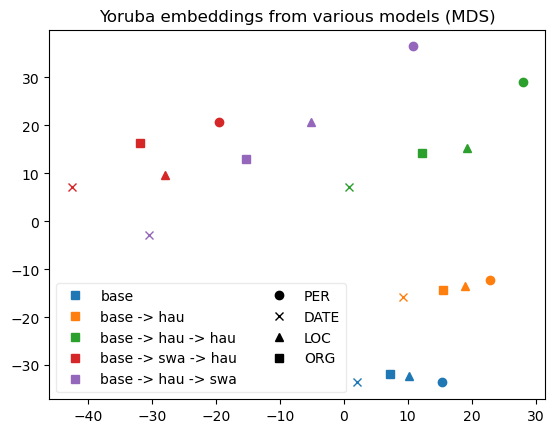 Yoruba embeddings from various models (MDS)
30
20
10
0
−10
−20
−30
base PER
base -> hau DATE
base -> hau -> hau LOC
base -> swa -> hau ORG
base -> hau -> swa
−40 −30 −20 −10 0 10 20 30